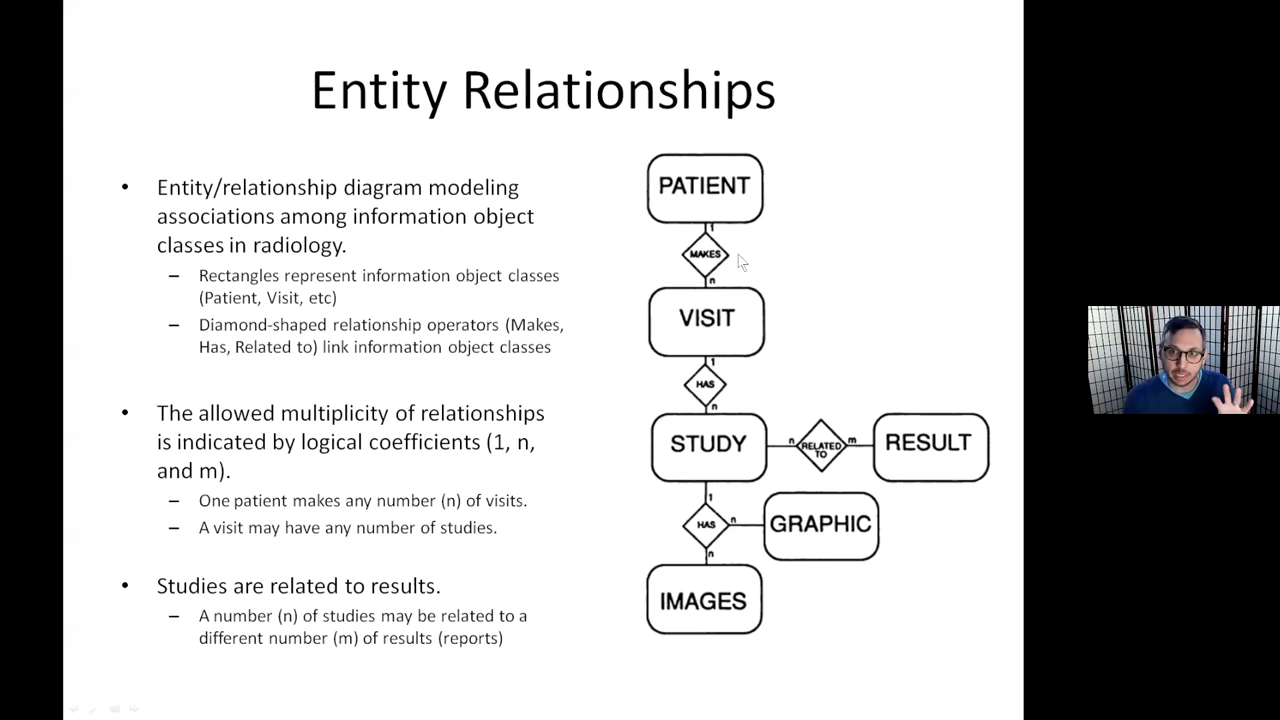 Entity Relationships
• Entity/relationship diagram modeling
associations among information object
classes in radiology.
– Rectangles represent information object classes
(Patient, Visit, etc)
– Diamond-shaped relationship operators (Makes,
Has, Related to) link information object classes
• The allowed multiplicity of relationships
is indicated by logical coefficients (1, n,
and m).
– One patient makes any number (n) of visits.
– A visit may have any number of studies.
• Studies are related to results.
– A number (n) of studies may be related to a
different number (m) of results (reports)
PATIENT
1
MAKES
n
VISIT
1
HAS
n
STUDY
n
RELATED
TO
m
RESULT
1
HAS
n
GRAPHIC
n
IMAGES